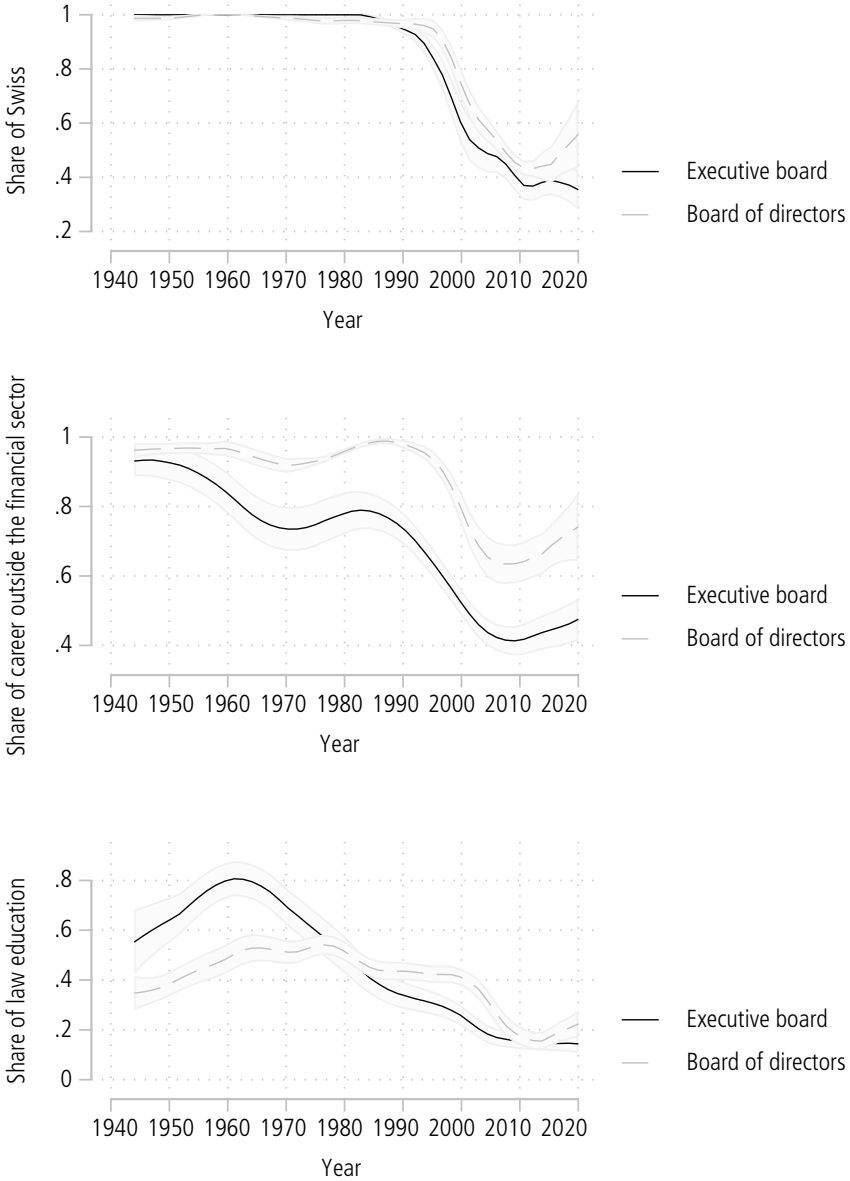 Share of Swiss
1
.8
.6
.4
.2
1940 1950 1960 1970 1980 1990 2000 2010 2020
Year
Executive board
Board of directors
Share of career outside the financial sector
1
.8
.6
.4
1940 1950 1960 1970 1980 1990 2000 2010 2020
Year
Executive board
Board of directors
Share of law education
.8
.6
.4
.2
0
1940 1950 1960 1970 1980 1990 2000 2010 2020
Year
Executive board
Board of directors